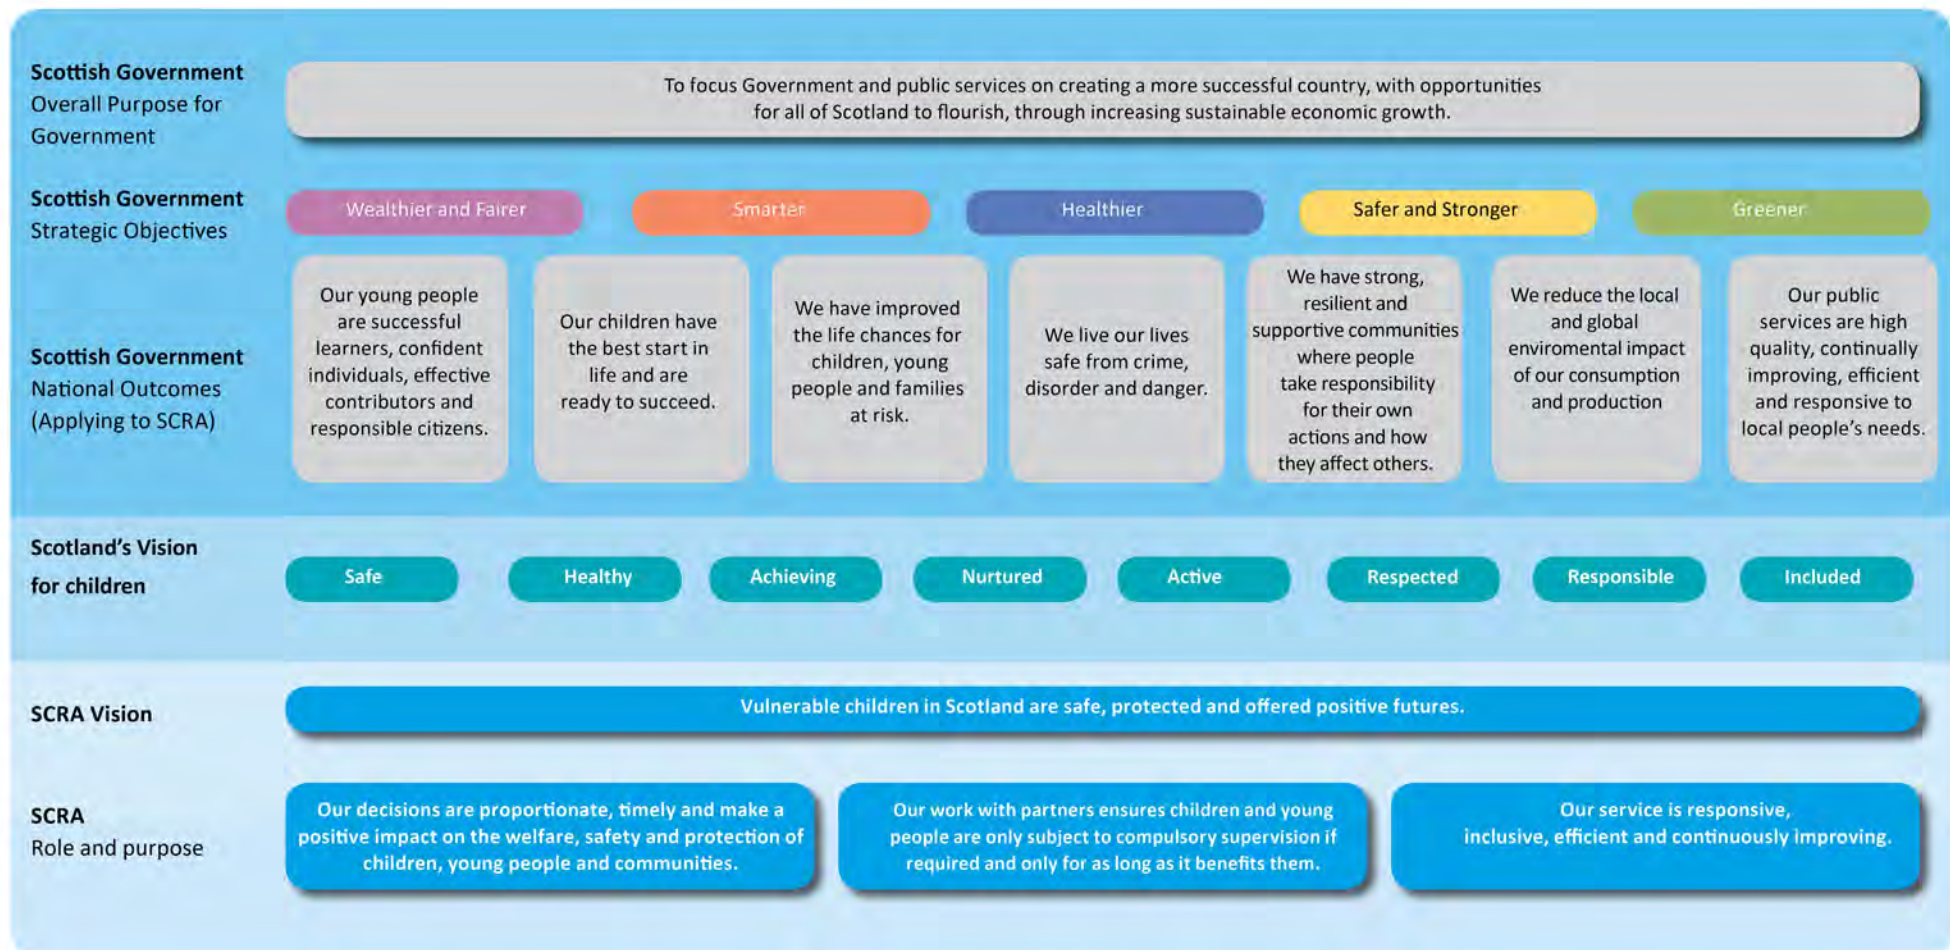 Scottish Government
Overall Purpose for
Government
To focus Government and public services on creating a more successful country, with opportunities
for all of Scotland to flourish, through increasing sustainable economic growth.
Scottish Government
Strategic Objectives
Wealthier and Fairer
Smarter
Healthier
Safer and Stronger
Greener
Scottish Government
National Outcomes
(Applying to SCRA)
Our young people
are successful
learners, confident
individuals, effective
contributors and
responsible citizens.
Our children have
the best start in
life and are
ready to succeed.
We have improved
the life chances for
children, young
people and families
at risk.
We live our lives
safe from crime,
disorder and danger.
We have strong,
resilient and
supportive communities
where people
take responsibility
for their own
actions and how
they affect others.
We reduce the local
and global
enviromental impact
of our consumption
and production
Our public
services are high
quality, continually
improving, efficient
and responsive to
local people's needs.
Scotland's Vision
for children
Safe
Healthy
Achieving
Nurtured
Active
Respected
Responsible
Included
SCRA Vision
Vulnerable children in Scotland are safe, protected and offered positive futures.
SCRA
Role and purpose
Our decisions are proportionate, timely and make a
positive impact on the welfare, safety and protection of
children, young people and communities.
Our work with partners ensures children and young
people are only subject to compulsory supervision if
required and only for as long as it benefits them.
Our service is responsive,
inclusive, efficient and continuously improving.